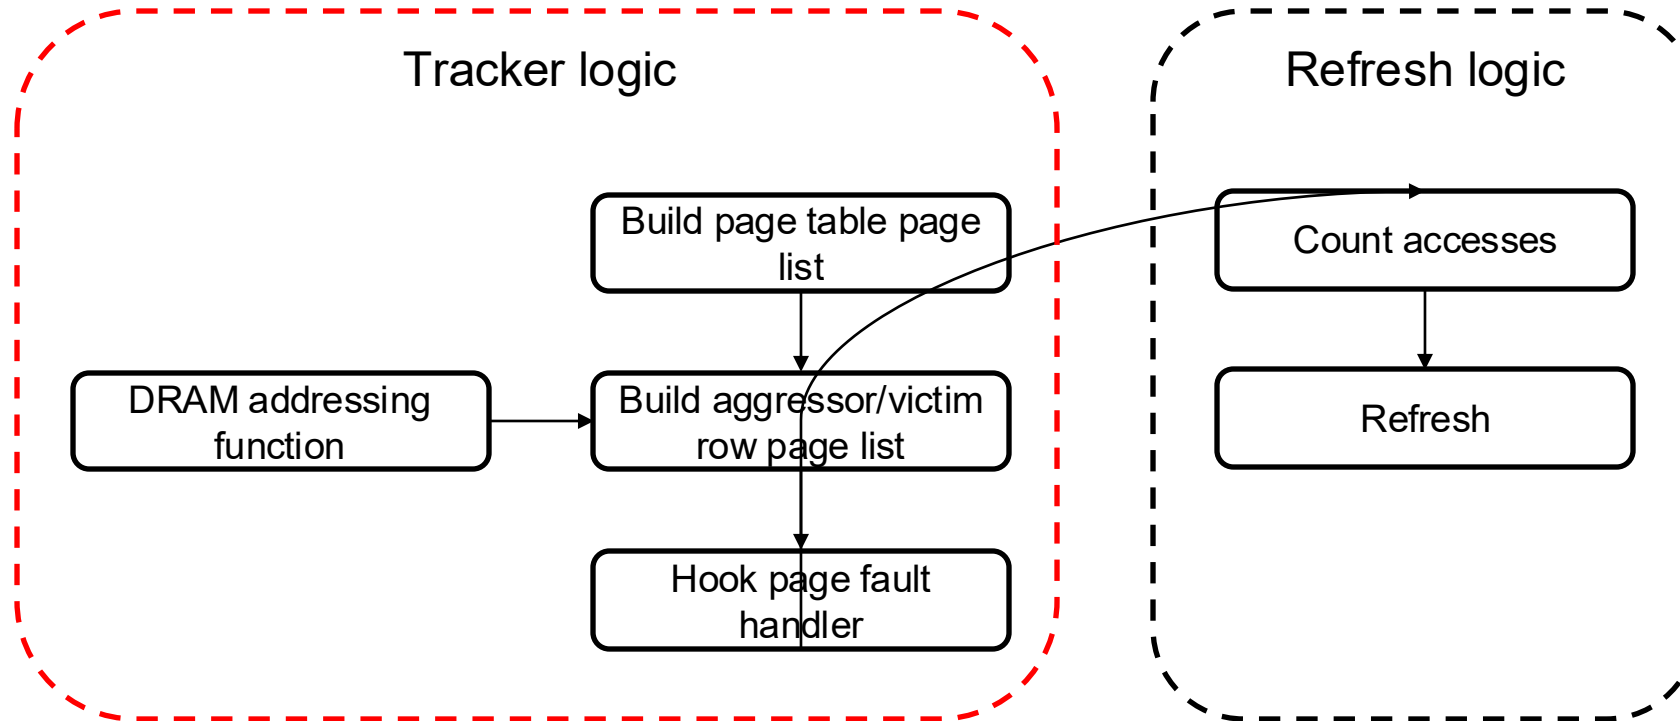 Tracker logic
Refresh logic
Build page table page
list
Count accesses
DRAM addressing
function
Build aggressor/victim
row page list
Refresh
Hook page fault
handler